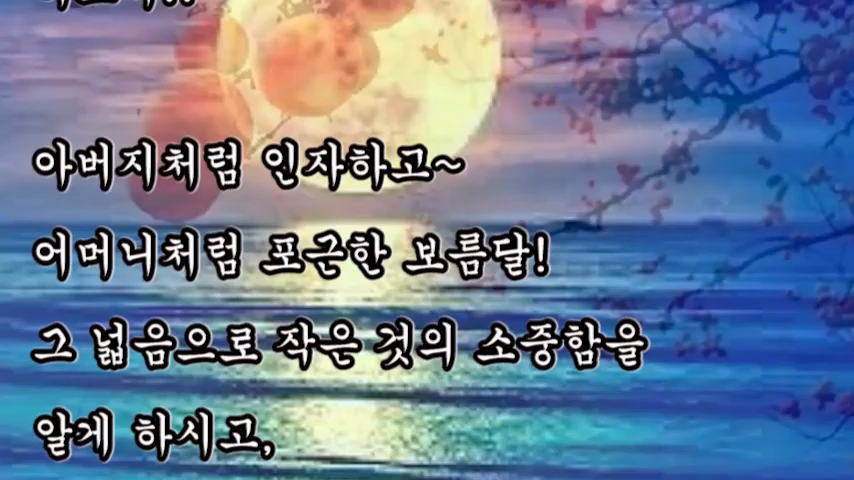 아버지처럼 인자하고~
어머니처럼 포근한 보름달!
그 넓음으로 작은 것의 소중함을
알게 하시고,